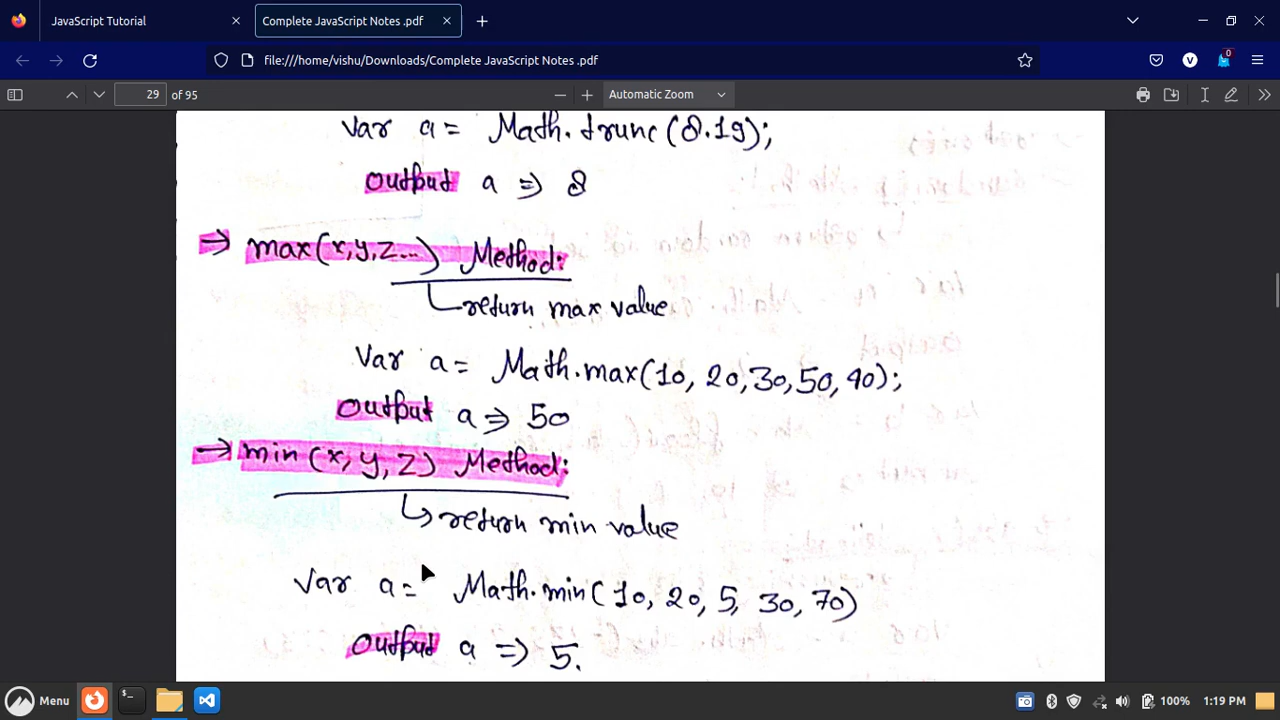 JavaScript Tutorial
Complete JavaScript Notes .pdf
file:///home/vishu/Downloads/Complete JavaScript Notes .pdf
V
0
29 of 95
Automatic Zoom
Var a = Math.trunc(8.19);
output a => 8
=> max(x,y,z...) Method:
return max value
Var a = Math.max(10, 20,30,50,40);
output a => 50
→ min (x, y, z) Method:
return min value
Var a = Math.min( 10, 20, 5, 30, 70)
output a => 5.
Menu
100%
1:19 PM